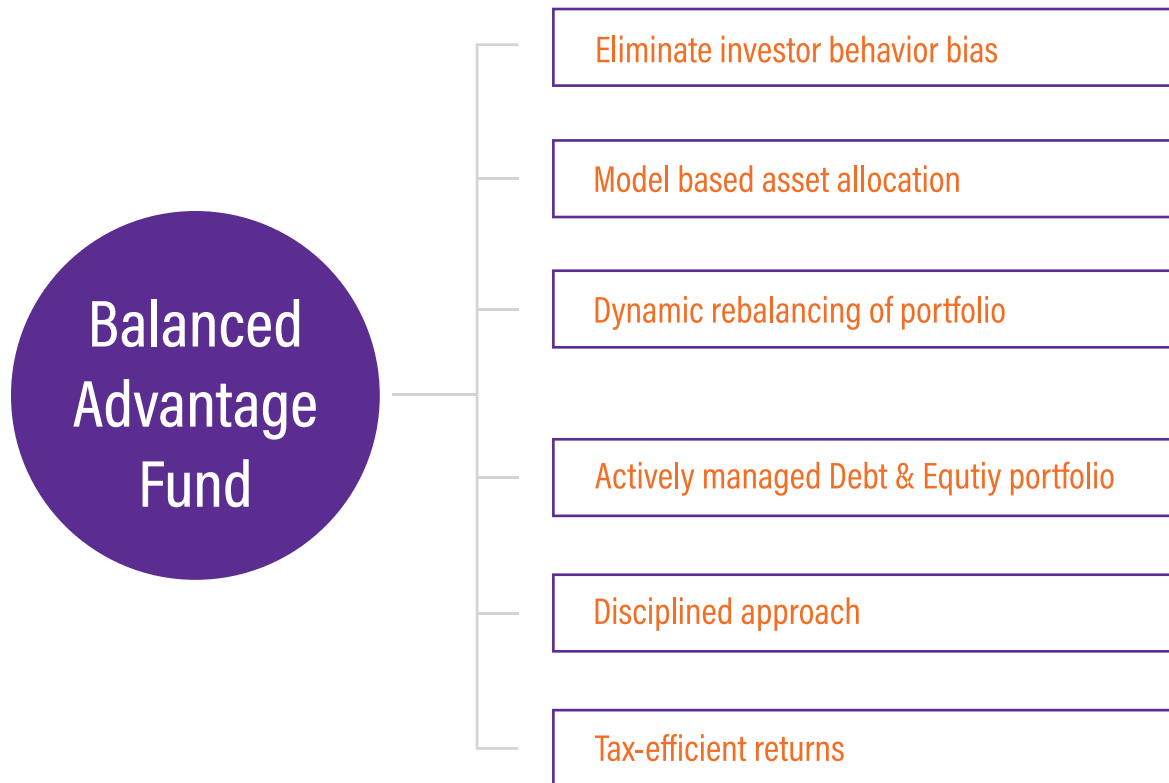 Eliminate investor behavior bias
Model based asset allocation
Dynamic rebalancing of portfolio
Balanced
Advantage
Fund
Actively managed Debt & Equtiy portfolio
Disciplined approach
Tax-efficient returns